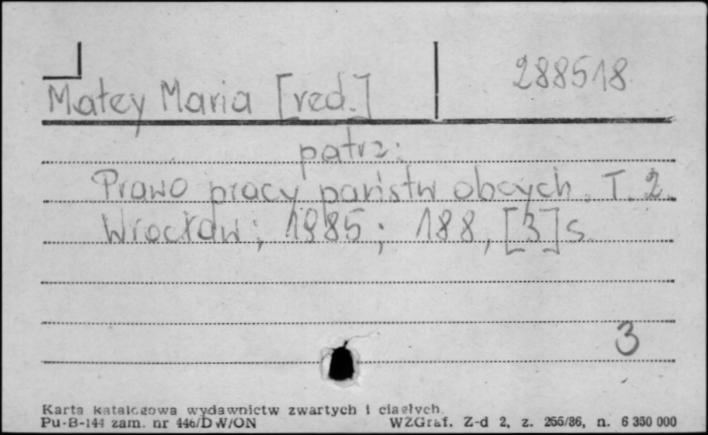 Matey Maria [red.] 288518
patrz:
Prawo pracy państw obcych. T. 2.
Wrocław; 1985; 188, [3] s.
3
Karta katalogowa wydawnictw zwartych i ciągłych.
Pu-B-144 zam. nr 446/DW/ON WZGraf. Z-d 2, z. 255/86, n. 6 350 000